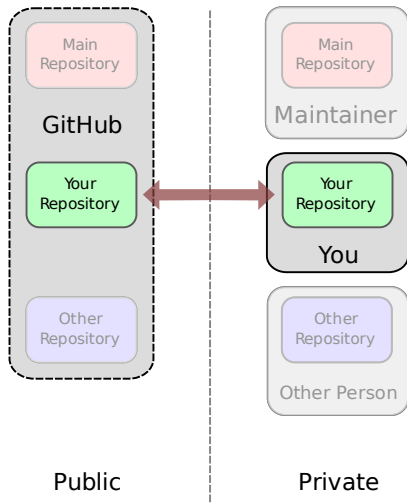 Main
Repository
GitHub
Your
Repository
Other
Repository
Public
Main
Repository
Maintainer
Your
Repository
You
Other
Repository
Other Person
Private